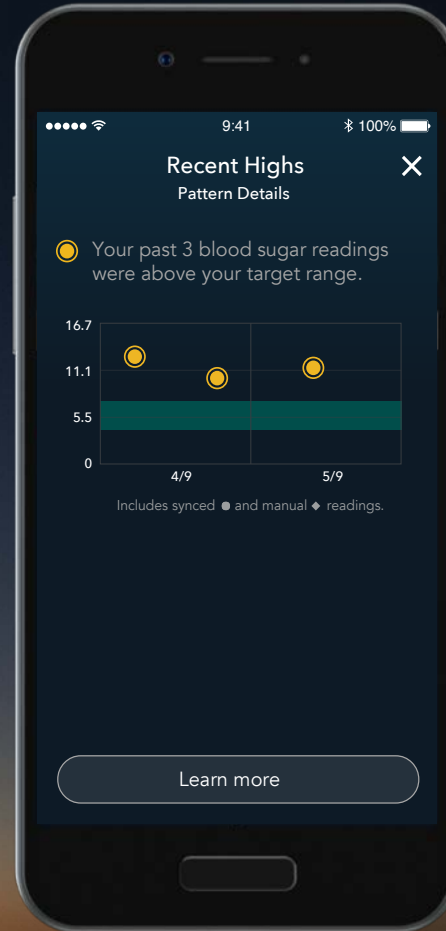 9:41
100%
Recent Highs
Pattern Details
Your past 3 blood sugar readings
were above your target range.
16.7
11.1
5.5
0
4/9 5/9
Includes synced ● and manual ◆ readings.
Learn more